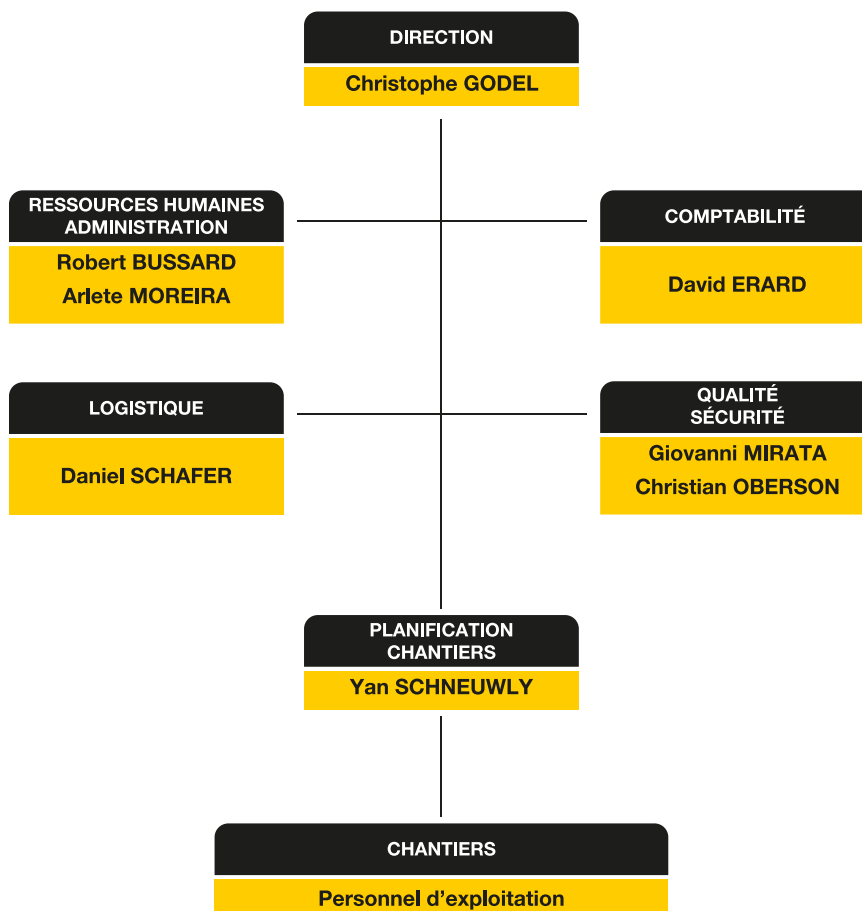 DIRECTION
Christophe GODEL
RESSOURCES HUMAINES
ADMINISTRATION
Robert BUSSARD
Arlete MOREIRA
COMPTABILITÉ
David ERARD
LOGISTIQUE
Daniel SCHAFER
QUALITÉ
SÉCURITÉ
Giovanni MIRATA
Christian OBERSON
PLANIFICATION
CHANTIERS
Yan SCHNEUWLY
CHANTIERS
Personnel d’exploitation